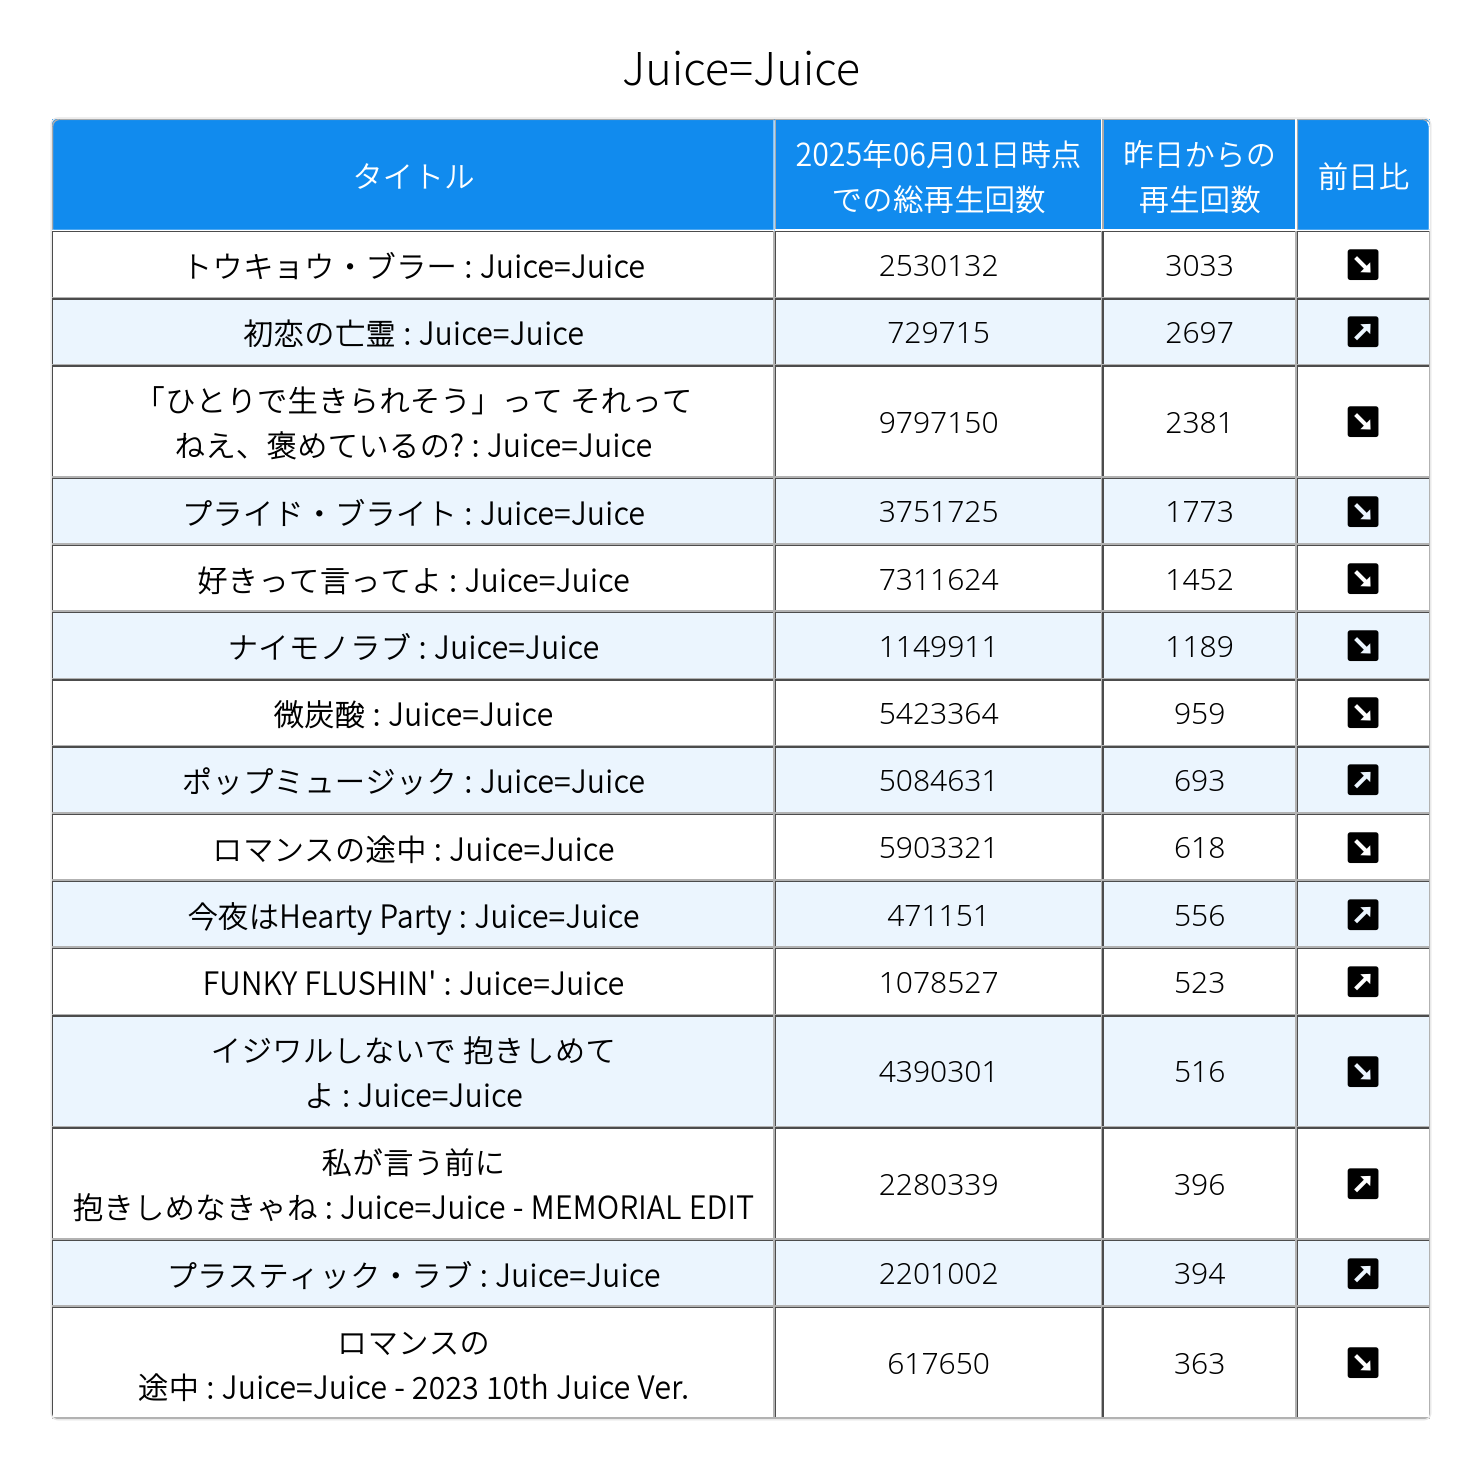 Juice=Juice
タイトル
2025年06月01日時点
での総再生回数
昨日からの
再生回数
前日比
トウキョウ・ブラー : Juice=Juice
2530132
3033
初恋の亡霊 : Juice=Juice
729715
2697
「ひとりで生きられそう」って それって
ねえ、褒めているの? : Juice=Juice
9797150
2381
プライド・ブライト : Juice=Juice
3751725
1773
好きって言ってよ : Juice=Juice
7311624
1452
ナイモノラブ : Juice=Juice
1149911
1189
微炭酸 : Juice=Juice
5423364
959
ポップミュージック : Juice=Juice
5084631
693
ロマンスの途中 : Juice=Juice
5903321
618
今夜はHearty Party : Juice=Juice
471151
556
FUNKY FLUSHIN' : Juice=Juice
1078527
523
イジワルしないで 抱きしめて
よ : Juice=Juice
4390301
516
私が言う前に
抱きしめなきゃね : Juice=Juice - MEMORIAL EDIT
2280339
396
プラスティック・ラブ : Juice=Juice
2201002
394
ロマンスの
途中 : Juice=Juice - 2023 10th Juice Ver.
617650
363